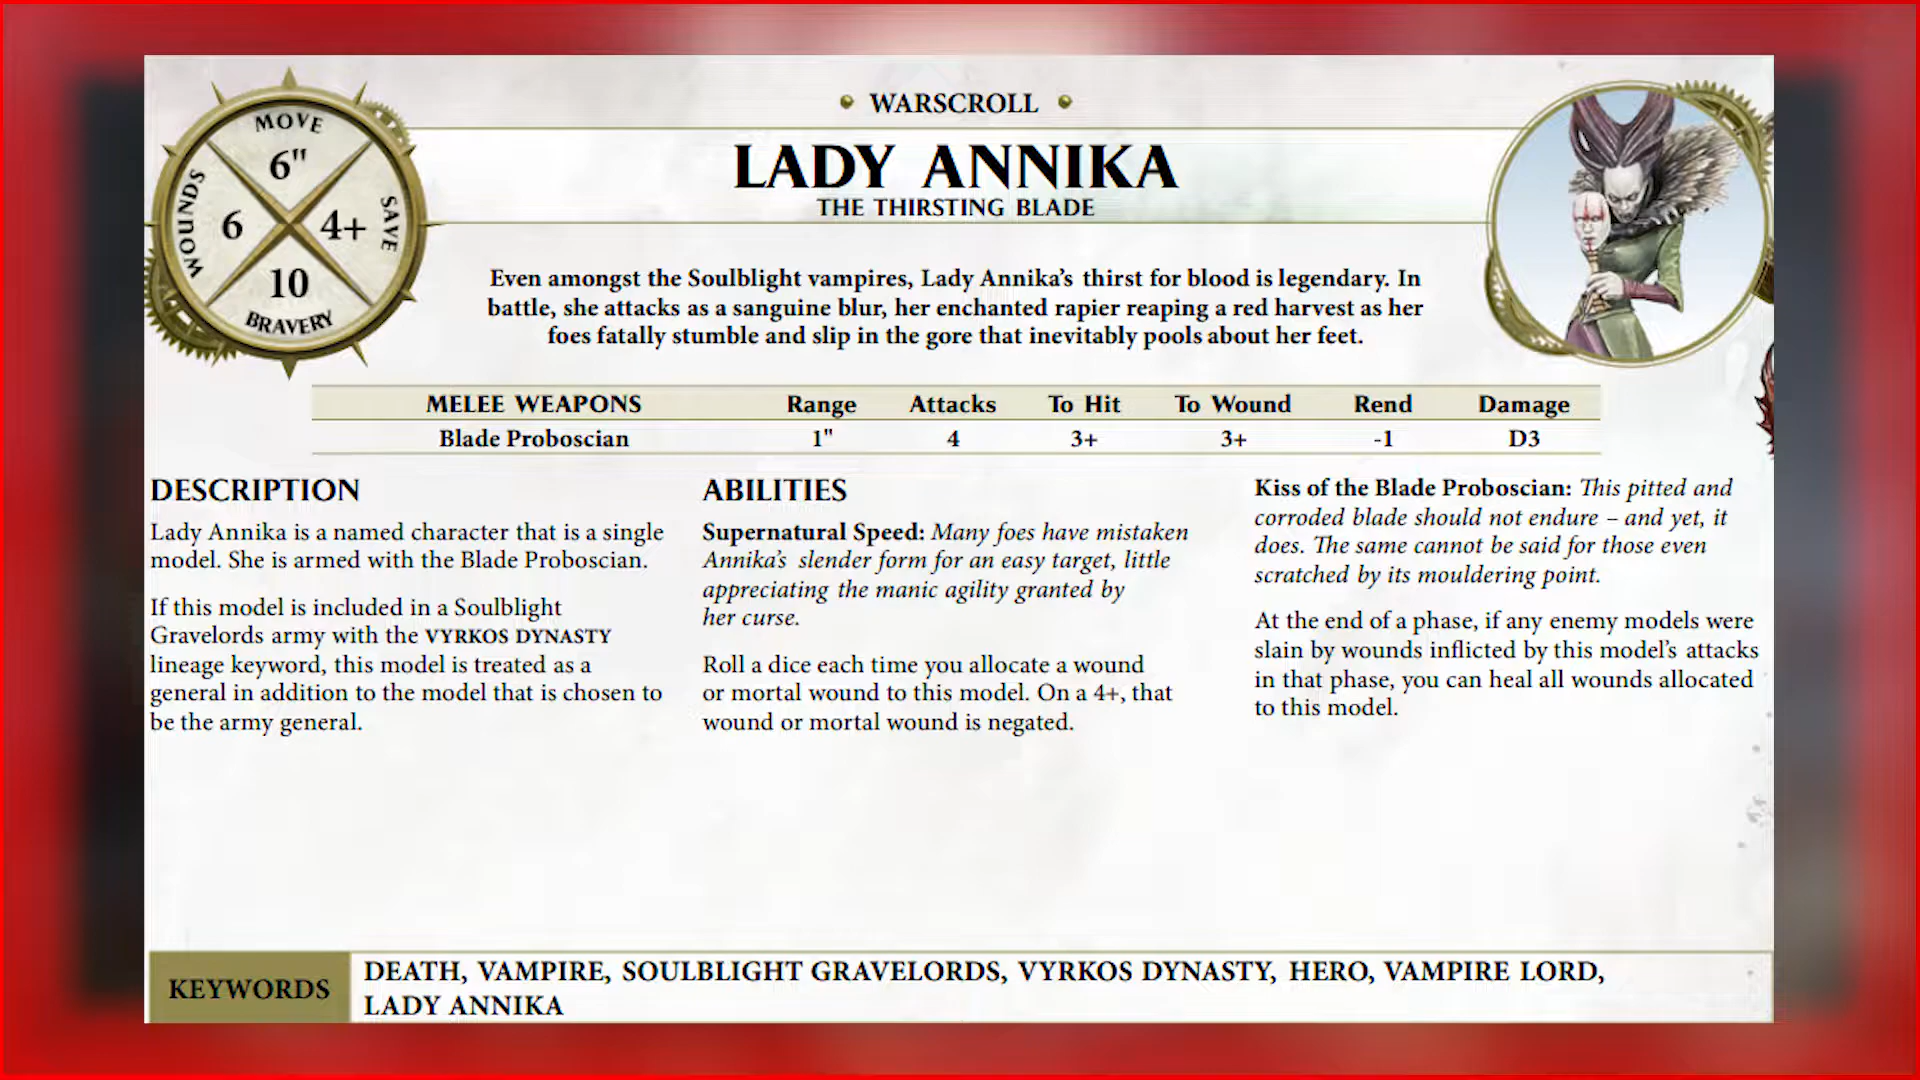 WARSCROLL
LADY ANNIKA
THE THIRSTING BLADE
MOVE
6"
WOUNDS
6
4+
SAVE
10
BRAVERY
Even amongst the Soulblight vampires, Lady Annika's thirst for blood is legendary. In
battle, she attacks as a sanguine blur, her enchanted rapier reaping a red harvest as her
foes fatally stumble and slip in the gore that inevitably pools about her feet.
MELEE WEAPONS Range Attacks To Hit To Wound Rend Damage
Blade Proboscian 1" 4 3+ 3+ -1 D3
DESCRIPTION
Lady Annika is a named character that is a single
model. She is armed with the Blade Proboscian.
If this model is included in a Soulblight
Gravelords army with the VYRKOS DYNASTY
lineage keyword, this model is treated as a
general in addition to the model that is chosen to
be the army general.
ABILITIES
Supernatural Speed: Many foes have mistaken
Annika's slender form for an easy target, little
appreciating the manic agility granted by
her curse.
Roll a dice each time you allocate a wound
or mortal wound to this model. On a 4+, that
wound or mortal wound is negated.
Kiss of the Blade Proboscian: This pitted and
corroded blade should not endure – and yet, it
does. The same cannot be said for those even
scratched by its mouldering point.
At the end of a phase, if any enemy models were
slain by wounds inflicted by this model's attacks
in that phase, you can heal all wounds allocated
to this model.
KEYWORDS
DEATH, VAMPIRE, SOULBLIGHT GRAVELORDS, VYRKOS DYNASTY, HERO, VAMPIRE LORD,
LADY ANNIKA